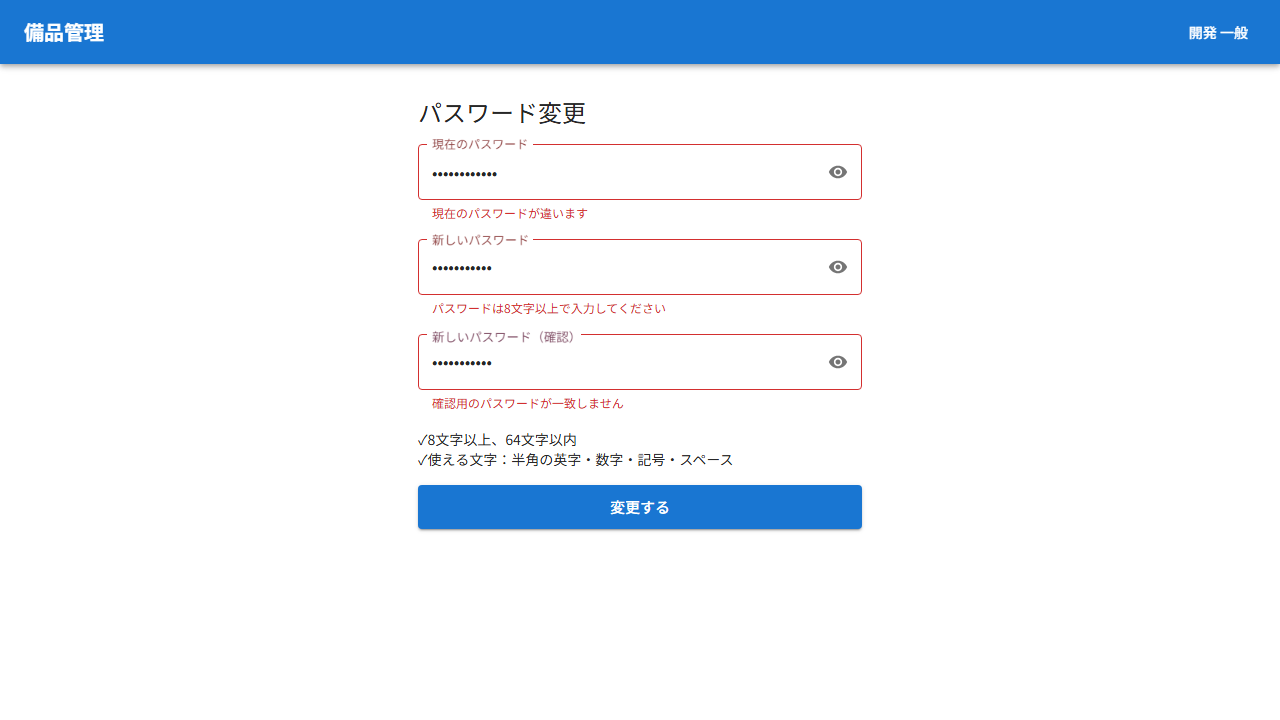 備品管理
開発 一般
パスワード変更
現在のパスワード
••••••••••••
現在のパスワードが違います
新しいパスワード
•••••••••••
パスワードは8文字以上で入力してください
新しいパスワード（確認）
•••••••••••
確認用のパスワードが一致しません
✓8文字以上、64文字以内
✓使える文字：半角の英字・数字・記号・スペース
変更する